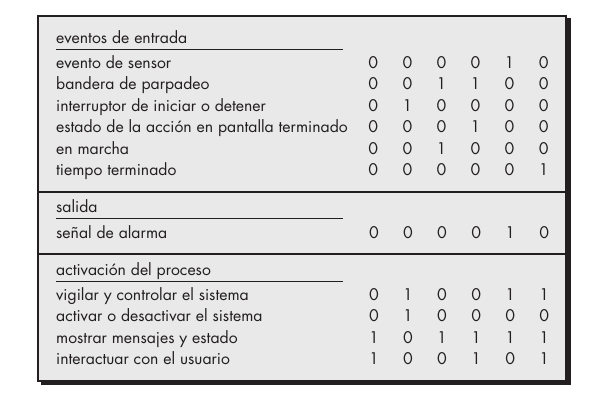 eventos de entrada
evento de sensor 0 0 0 0 1 0
bandera de parpadeo 0 0 1 1 0 0
interruptor de iniciar o detener 0 1 0 0 0 0
estado de la acción en pantalla terminado 0 0 0 1 0 0
en marcha 0 0 1 0 0 0
tiempo terminado 0 0 0 0 0 1
salida
señal de alarma 0 0 0 0 1 0
activación del proceso
vigilar y controlar el sistema 0 1 0 0 1 1
activar o desactivar el sistema 0 1 0 0 0 0
mostrar mensajes y estado 1 0 1 1 1 1
interactuar con el usuario 1 0 0 1 0 1